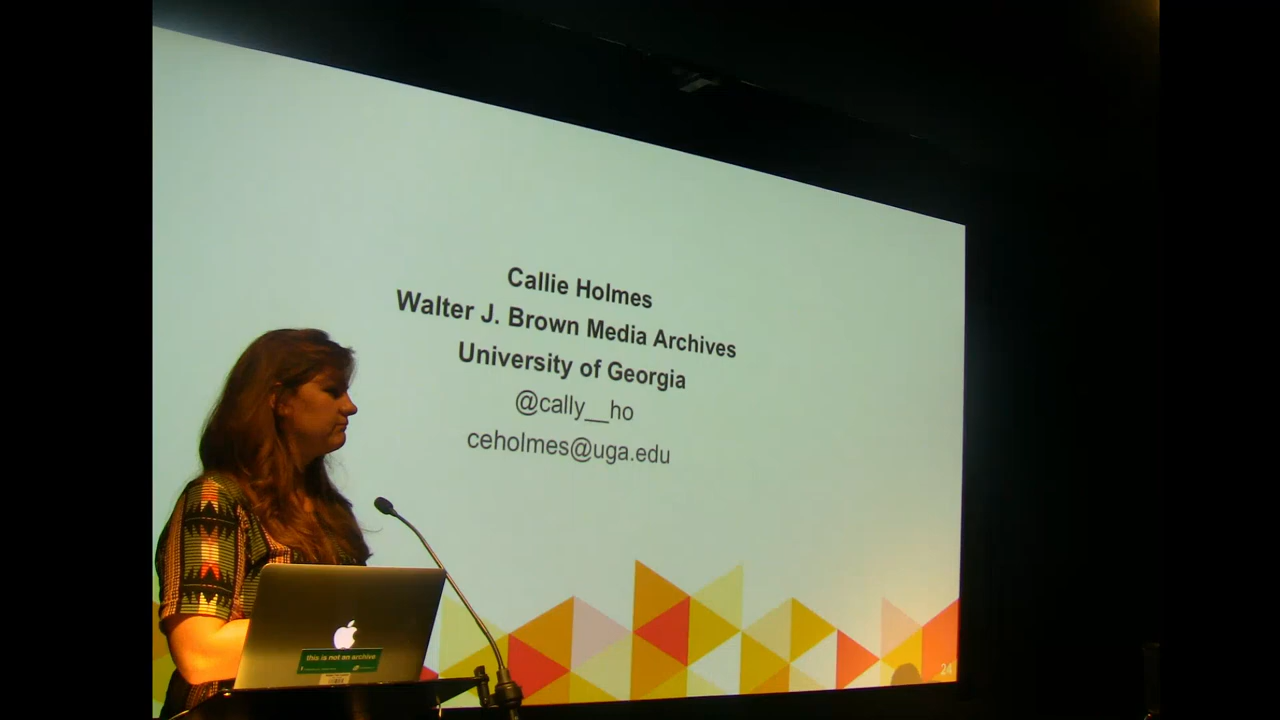 Callie Holmes
Walter J. Brown Media Archives
University of Georgia
@cally__ho
ceholmes@uga.edu
24
this is not an archive